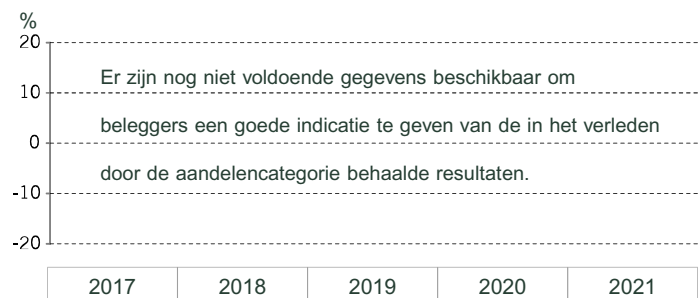 %
20
Er zijn nog niet voldoende gegevens beschikbaar om
10
beleggers een goede indicatie te geven van de in het verleden
0
door de aandelencategorie behaalde resultaten.
-10
-20
2017 2018 2019 2020 2021